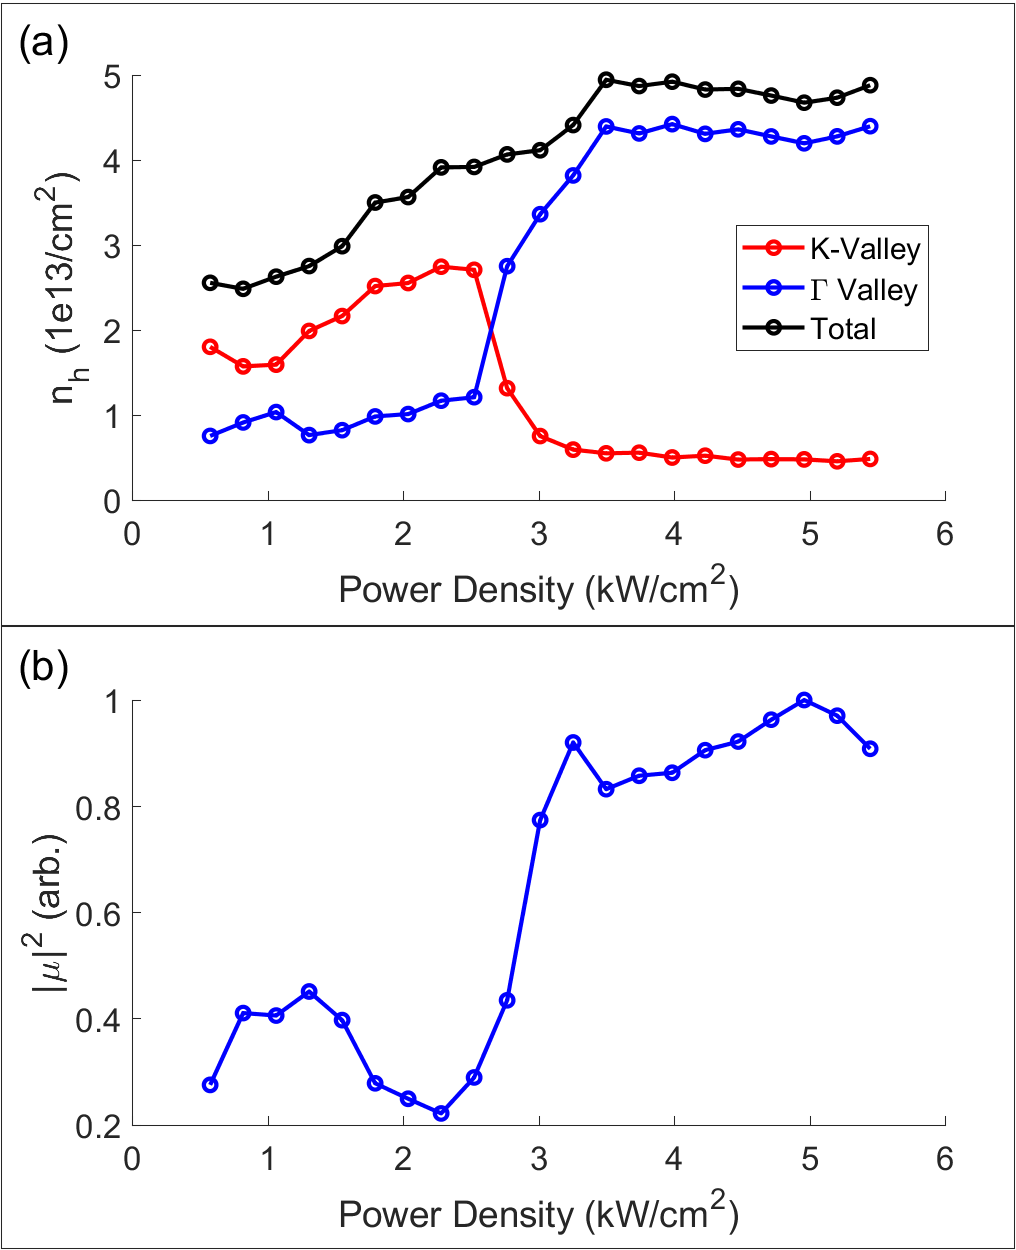 (a)
5
4
3
2
1
0
n_h (1e13/cm^2)
0 1 2 3 4 5 6
Power Density (kW/cm^2)
K-Valley
Γ Valley
Total
(b)
1
0.8
0.6
0.4
0.2
|μ|^2 (arb.)
0 1 2 3 4 5 6
Power Density (kW/cm^2)